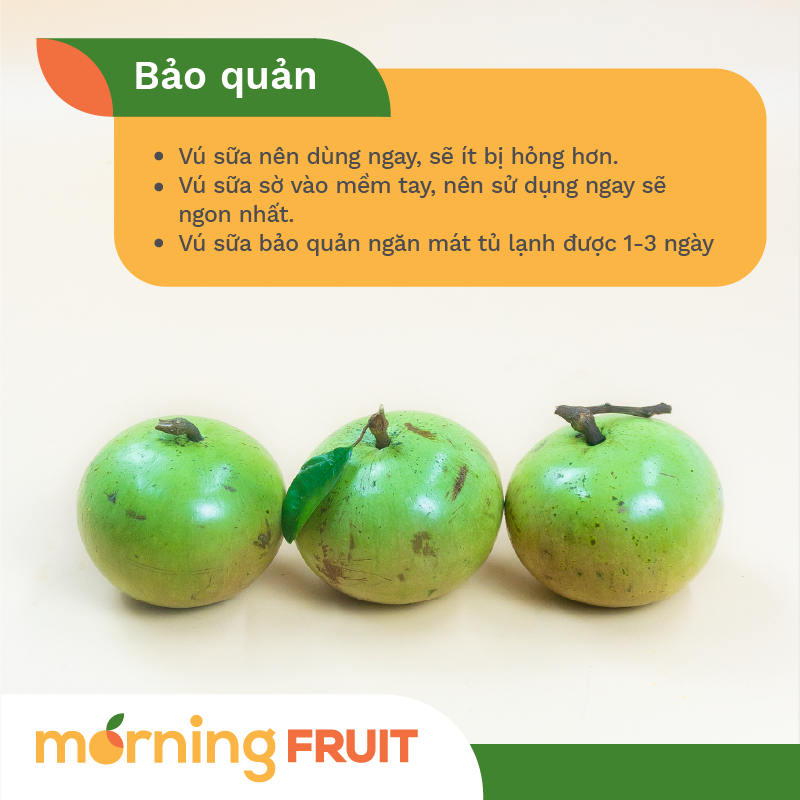 Bảo quản
• Vú sữa nên dùng ngay, sẽ ít bị hỏng hơn.
• Vú sữa sờ vào mềm tay, nên sử dụng ngay sẽ
ngon nhất.
• Vú sữa bảo quản ngăn mát tủ lạnh được 1-3 ngày
morning FRUIT